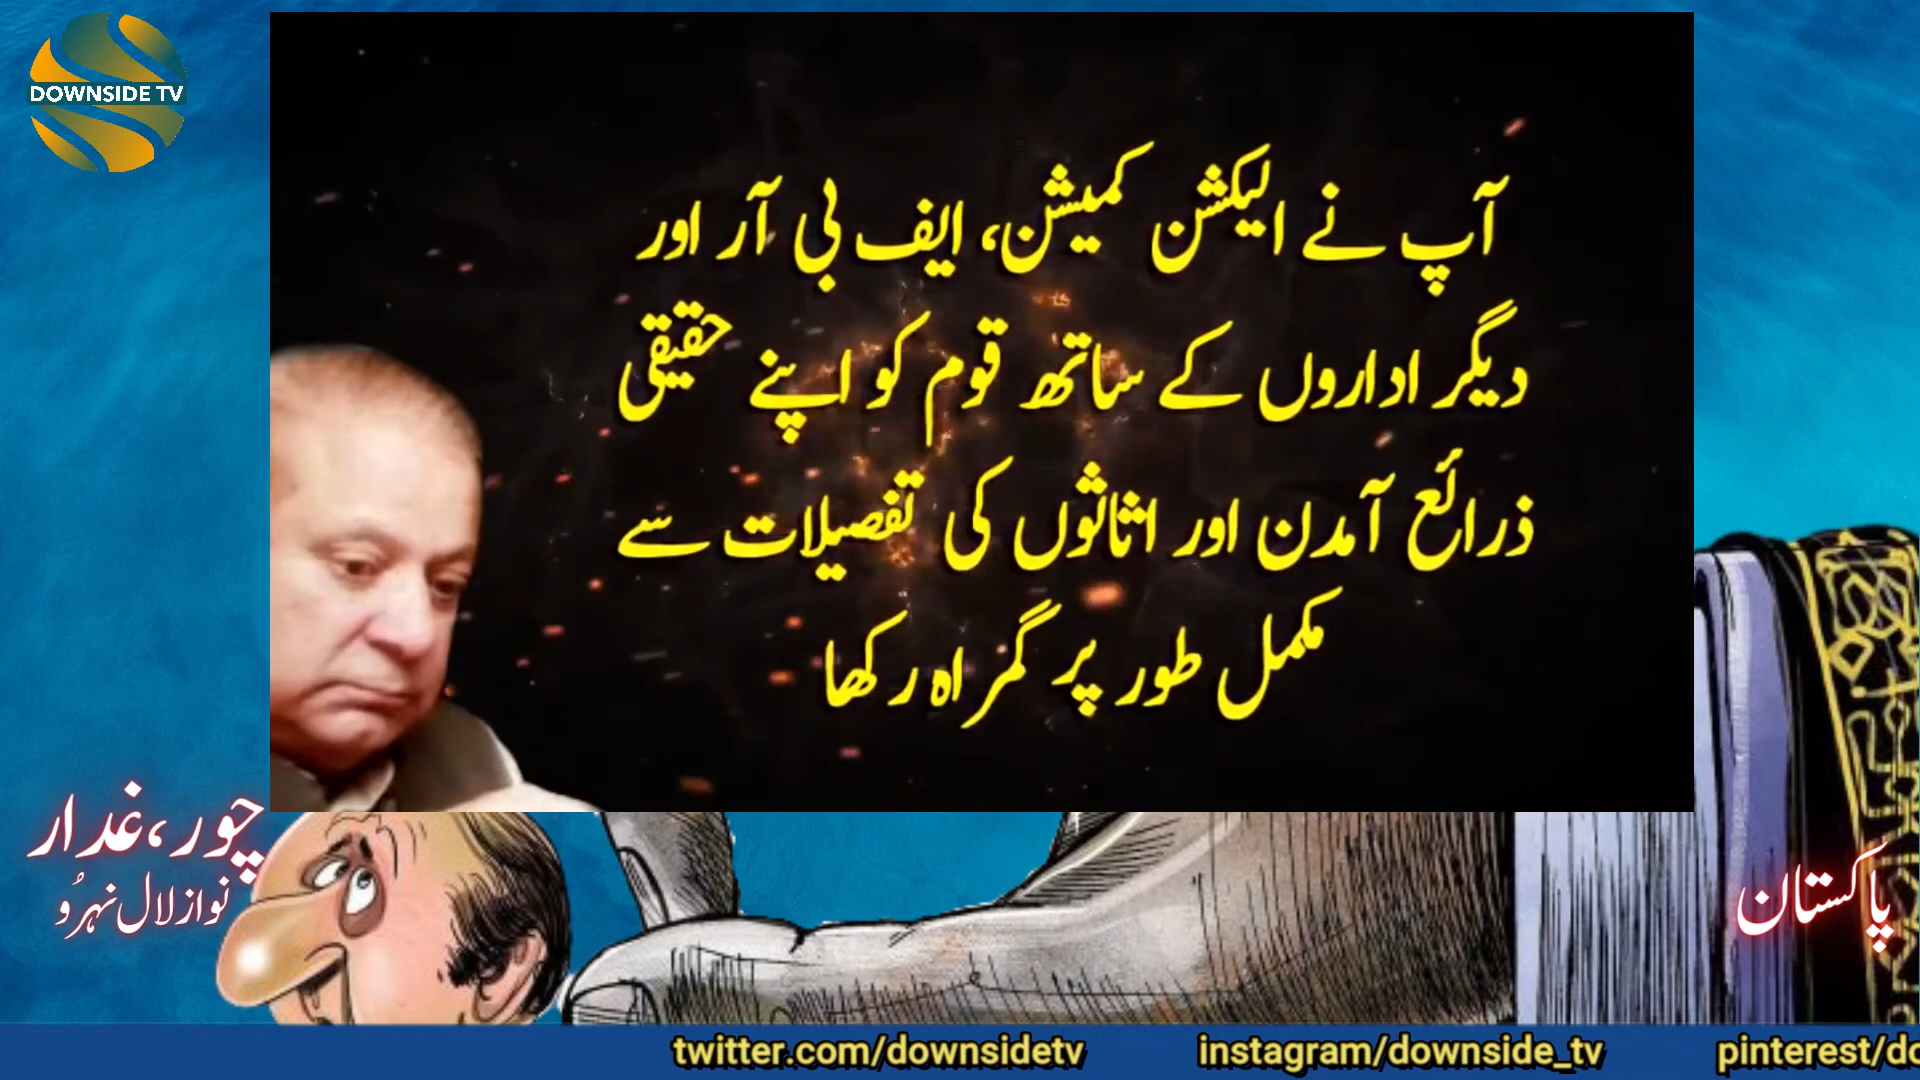 DOWNSIDE TV
آپ نے الیکشن کمیشن، ایف بی آر اور
دیگر اداروں کے ساتھ قوم کو اپنے حقیقی
ذرائع آمدن اور اثاثوں کی تفصیلات سے
مکمل طور پر گمراہ رکھا
چور، غدار
نواز لال نہرُو
پاکستان
twitter.com/downsidetv instagram/downside_tv pinterest/do